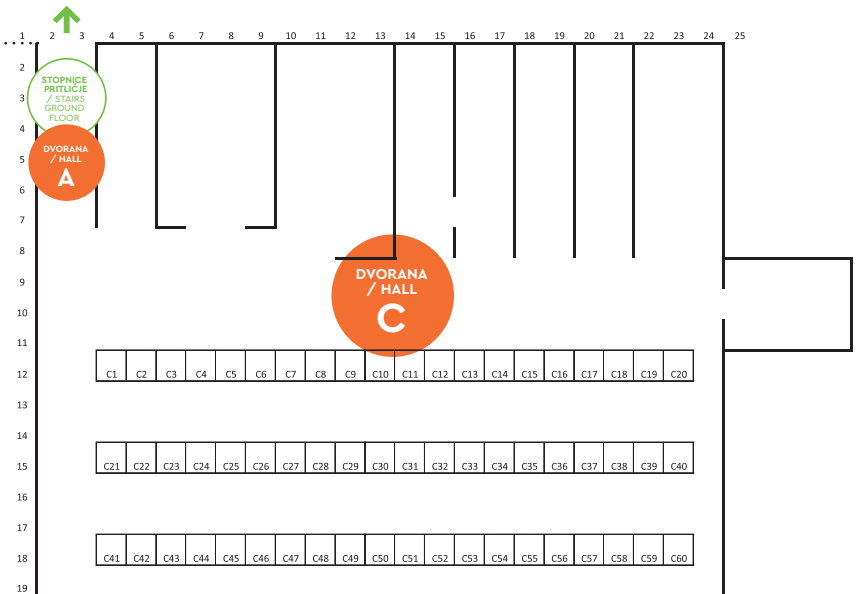 1 2 3 4 5 6 7 8 9 10 11 12 13 14 15 16 17 18 19 20 21 22 23 24 25
2
STOPNICE
PRITLIČJE
3
/ STAIRS
GROUND
FLOOR
4
DVORANA
/ HALL
5
A
6
7
8
DVORANA
9
/ HALL
C
10
11
12 C1 C2 C3 C4 C5 C6 C7 C8 C9 C10 C11 C12 C13 C14 C15 C16 C17 C18 C19 C20
13
14
15 C21 C22 C23 C24 C25 C26 C27 C28 C29 C30 C31 C32 C33 C34 C35 C36 C37 C38 C39 C40
16
17
18 C41 C42 C43 C44 C45 C46 C47 C48 C49 C50 C51 C52 C53 C54 C55 C56 C57 C58 C59 C60
19